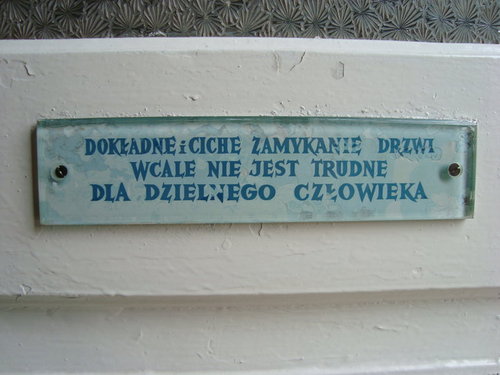 DOKŁADNE i CICHE ZAMYKANIE DRZWI
WCALE NIE JEST TRUDNE
DLA DZIELNEGO CZŁOWIEKA